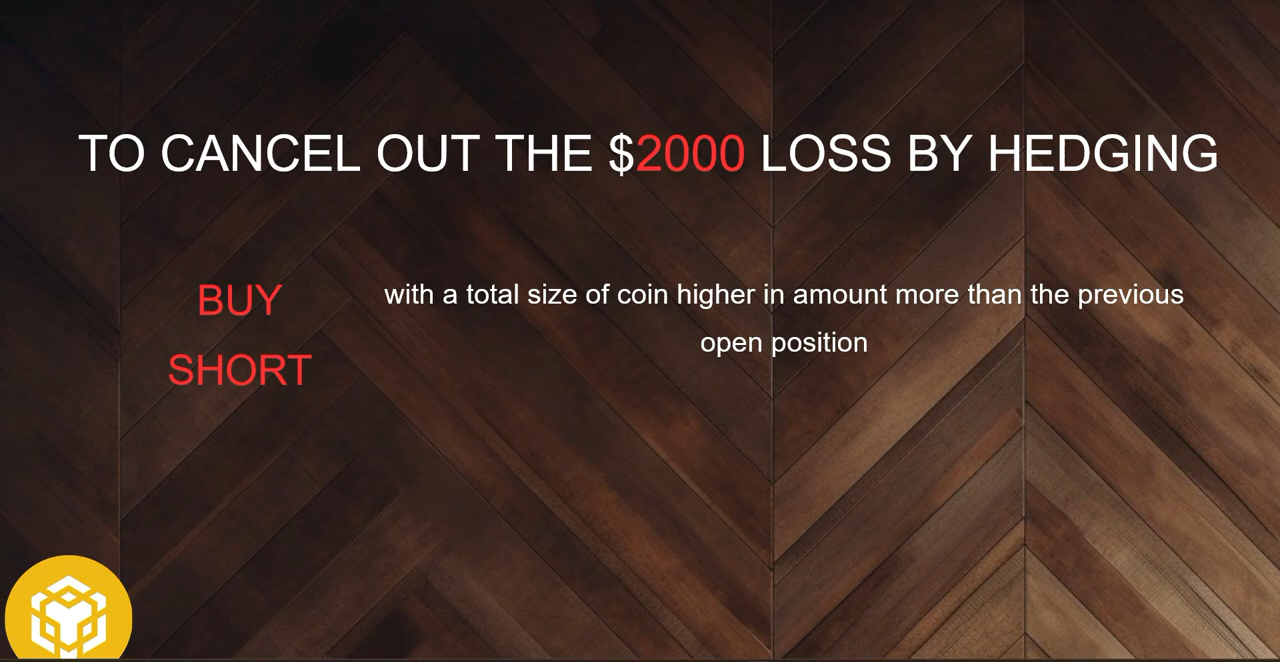 TO CANCEL OUT THE $2000 LOSS BY HEDGING
BUY
SHORT
with a total size of coin higher in amount more than the previous
open position